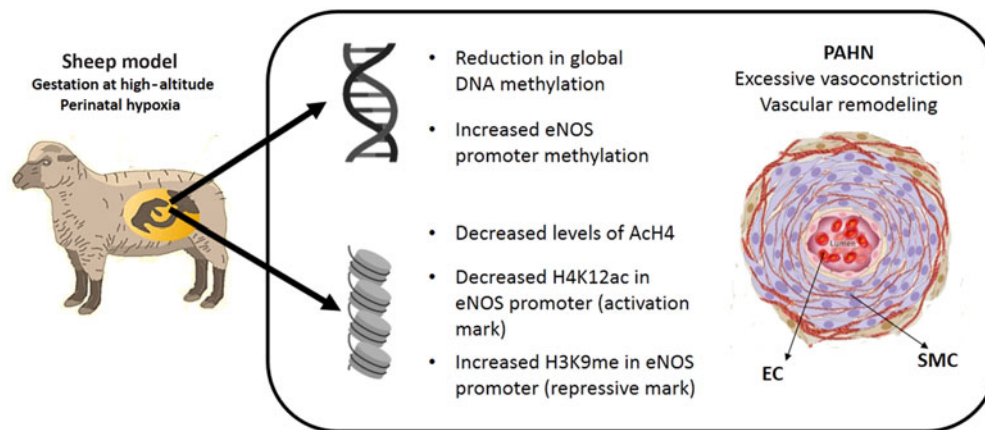 Sheep model
Gestation at high-altitude
Perinatal hypoxia
• Reduction in global
DNA methylation
• Increased eNOS
promoter methylation
• Decreased levels of AcH4
• Decreased H4K12ac in
eNOS promoter (activation
mark)
• Increased H3K9me in eNOS
promoter (repressive mark)
PAHN
Excessive vasoconstriction
Vascular remodeling
Lumen
EC
SMC